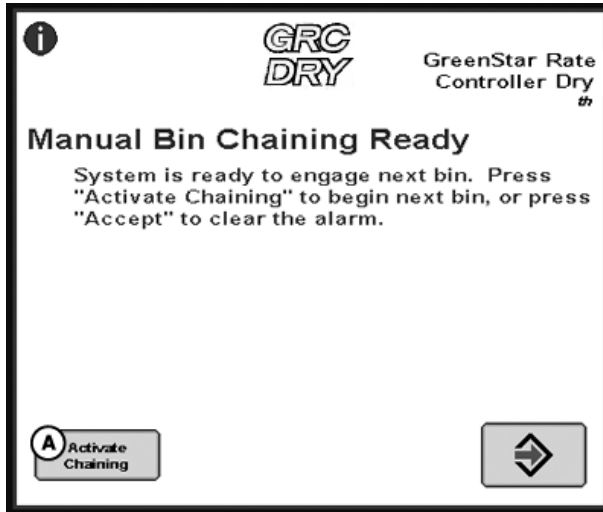 i
GRC
DRY
GreenStar Rate
Controller Dry
th
Manual Bin Chaining Ready
System is ready to engage next bin. Press
"Activate Chaining" to begin next bin, or press
"Accept" to clear the alarm.
A
Activate
Chaining